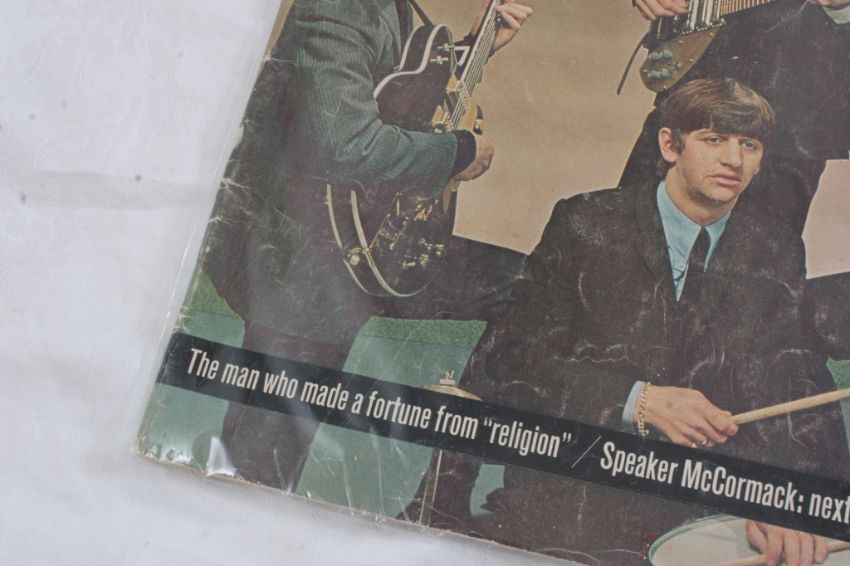 The man who made a fortune from “religion” / Speaker McCormack: next